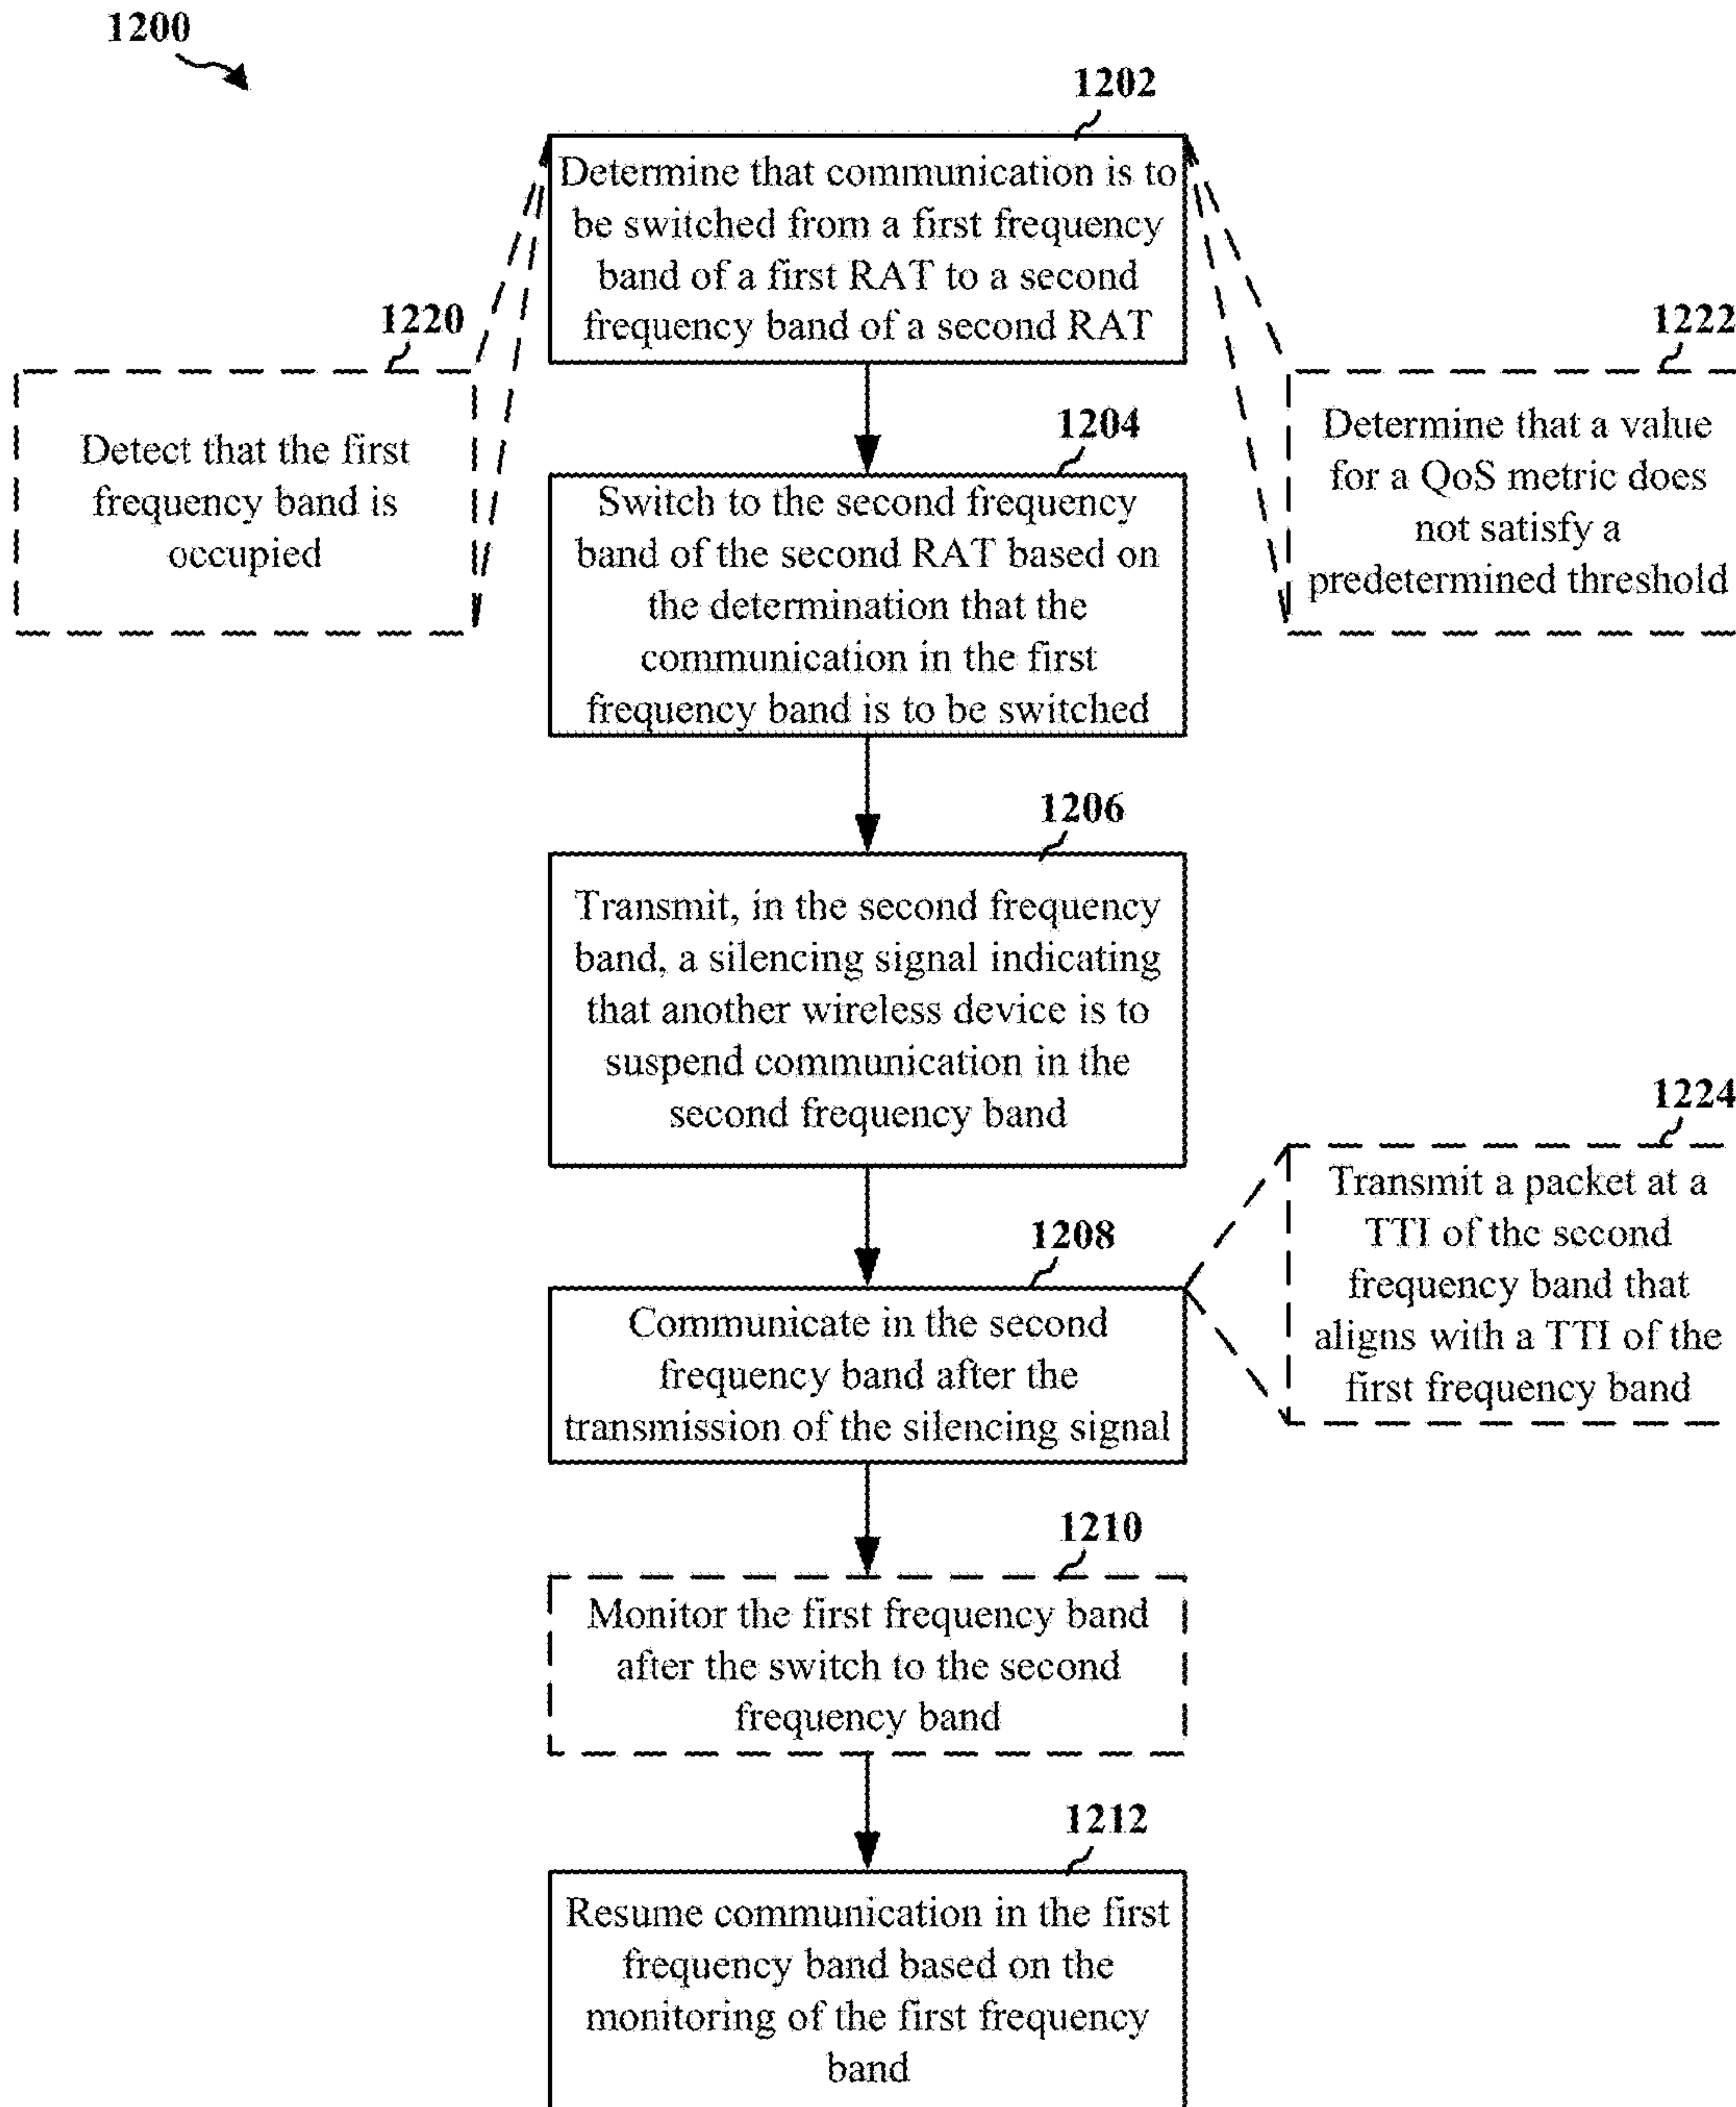 1200
1202
Determine that communication is to
be switched from a first frequency
band of a first RAT to a second
frequency band of a second RAT
1220
Detect that the first
frequency band is
occupied
1222
Determine that a value
for a QoS metric does
not satisfy a
predetermined threshold
1204
Switch to the second frequency
band of the second RAT based on
the determination that the
communication in the first
frequency band is to be switched
1206
Transmit, in the second frequency
band, a silencing signal indicating
that another wireless device is to
suspend communication in the
second frequency band
1208
Communicate in the second
frequency band after the
transmission of the silencing signal
1224
Transmit a packet at a
TTI of the second
frequency band that
aligns with a TTI of the
first frequency band
1210
Monitor the first frequency band
after the switch to the second
frequency band
1212
Resume communication in the first
frequency band based on the
monitoring of the first frequency
band